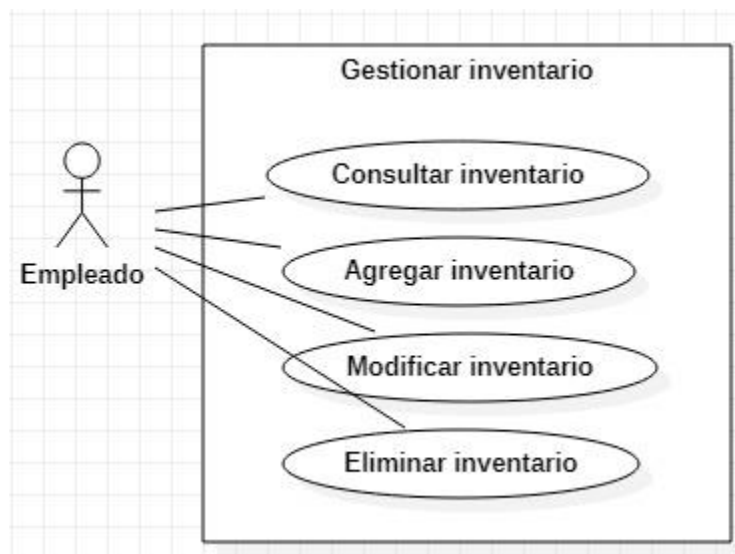 Gestionar inventario
Consultar inventario
Agregar inventario
Empleado
Modificar inventario
Eliminar inventario